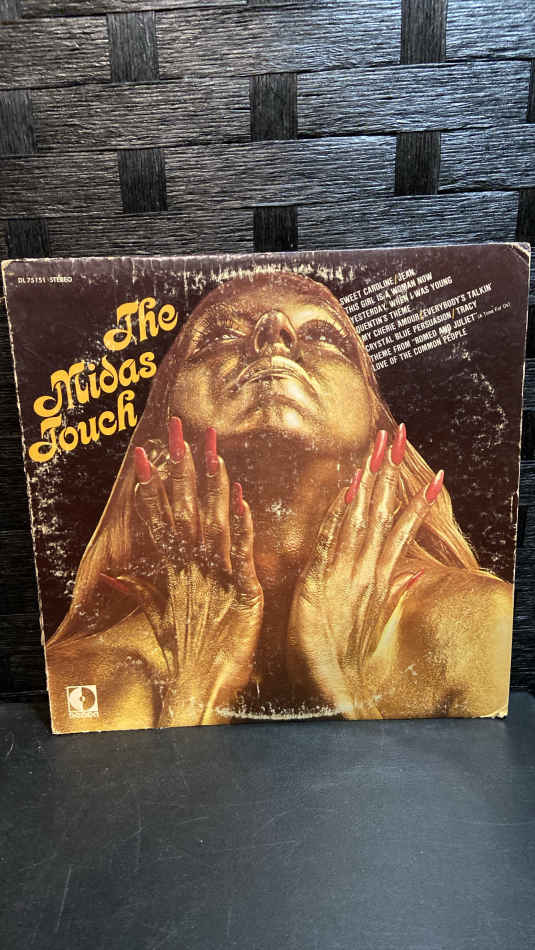 DL 75151 · STEREO
The
Midas
Touch
SWEET CAROLINE / JEAN
THIS GIRL IS A WOMAN NOW
YESTERDAY, WHEN I WAS YOUNG
QUENTIN'S THEME
MY CHERIE AMOUR / EVERYBODY'S TALKIN'
CRYSTAL BLUE PERSUASION / TRACY
THEME FROM "ROMEO AND JULIET" (A Time For Us)
LOVE OF THE COMMON PEOPLE